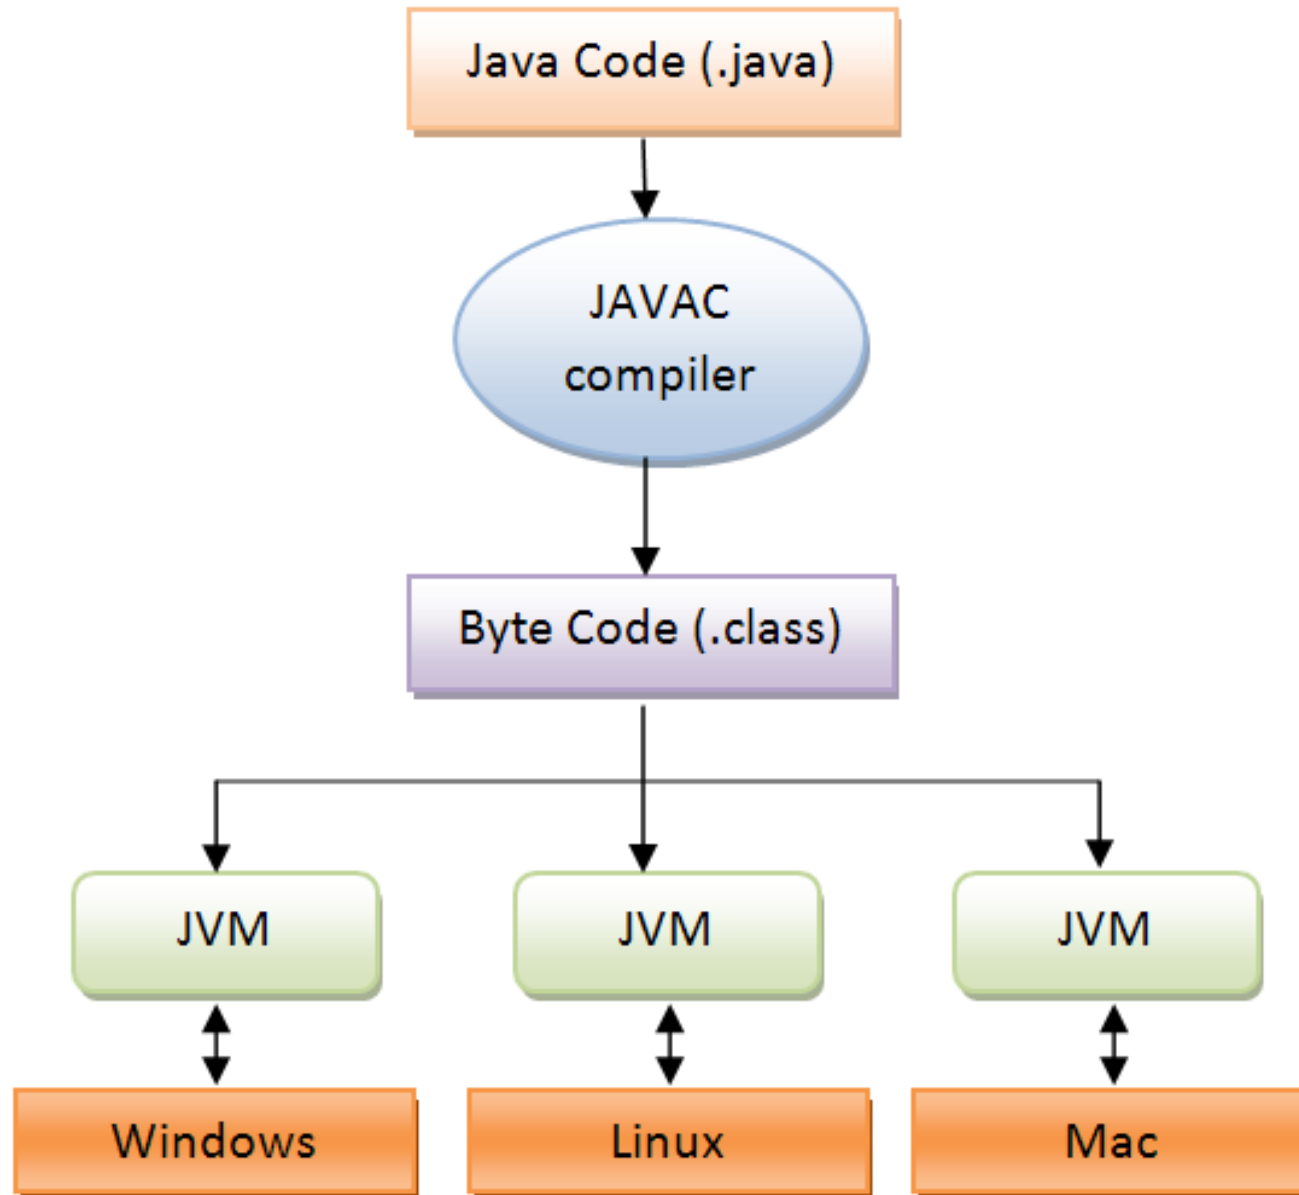 Java Code (.java)
JAVAC
compiler
Byte Code (.class)
JVM
JVM
JVM
Windows
Linux
Mac